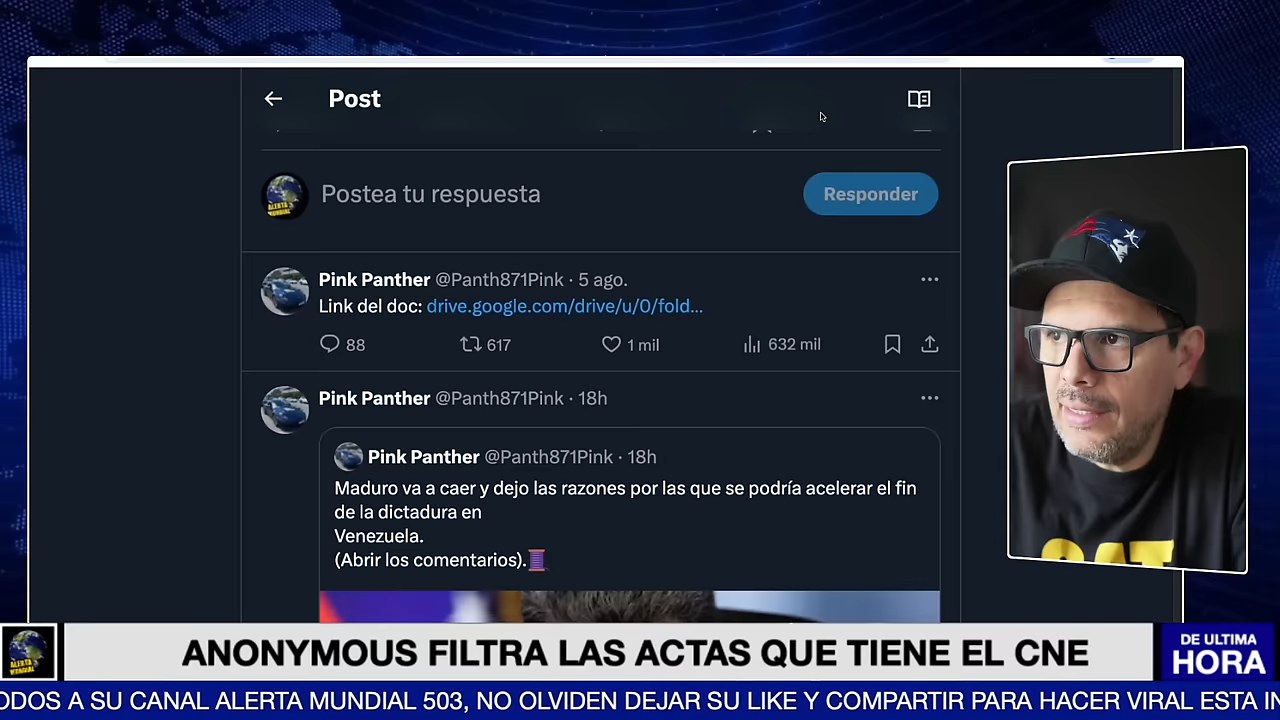 Post
Postea tu respuesta
Responder
Pink Panther @Panth871Pink · 5 ago.
Link del doc: drive.google.com/drive/u/0/fold...
88 617 1 mil 632 mil
Pink Panther @Panth871Pink · 18h
Pink Panther @Panth871Pink · 18h
Maduro va a caer y dejo las razones por las que se podría acelerar el fin
de la dictadura en
Venezuela.
(Abrir los comentarios).
CAT
ALERTA
MUNDIAL
ANONYMOUS FILTRA LAS ACTAS QUE TIENE EL CNE
DE ULTIMA
HORA
ODOS A SU CANAL ALERTA MUNDIAL 503, NO OLVIDEN DEJAR SU LIKE Y COMPARTIR PARA HACER VIRAL ESTA IN